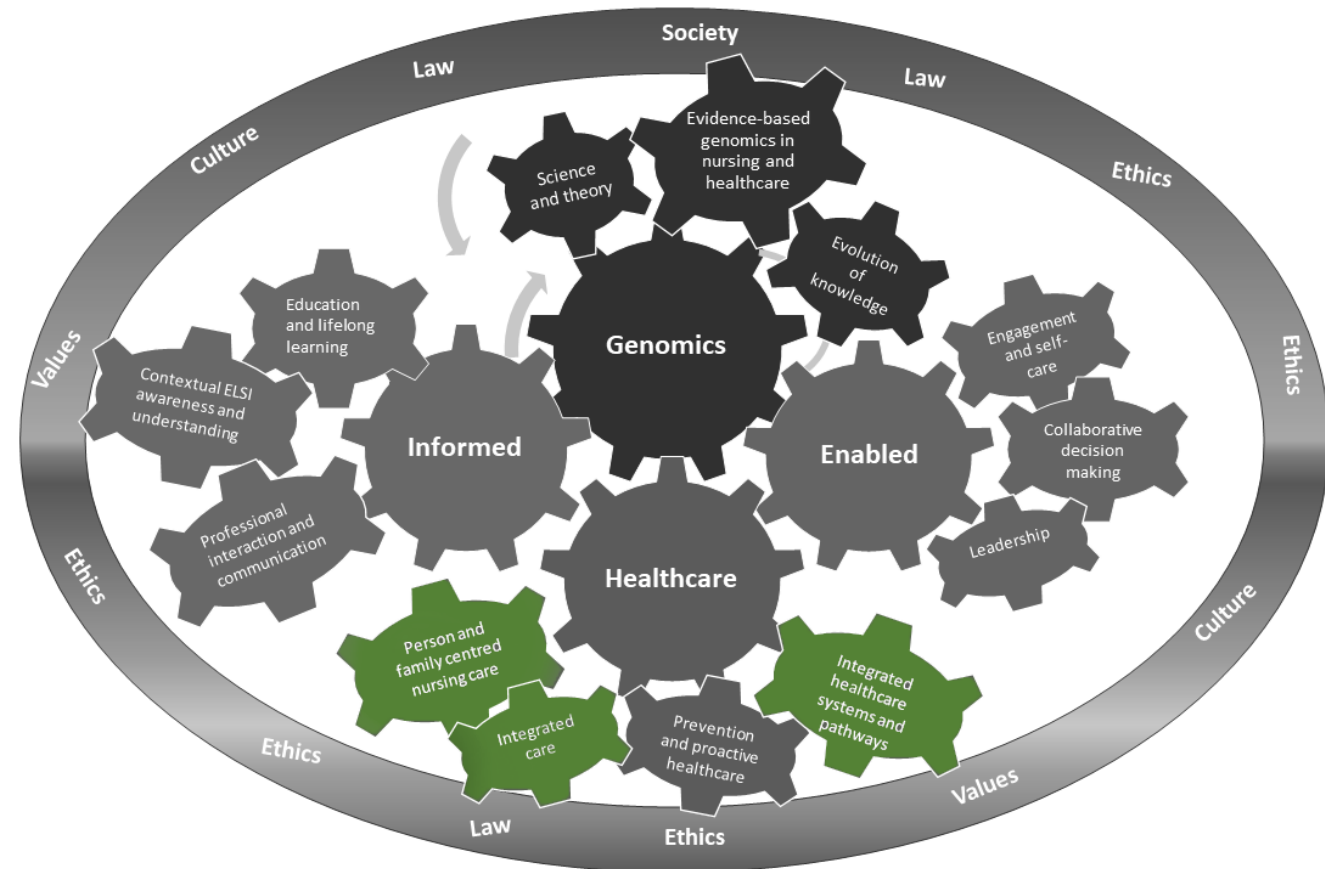 Society
Law
Law
Culture
Ethics
Values
Ethics
Ethics
Culture
Ethics
Values
Law
Ethics
Evidence-based
genomics in
nursing and
healthcare
Science
and theory
Evolution
of
knowledge
Genomics
Education
and lifelong
learning
Contextual ELSI
awareness and
understanding
Professional
interaction and
communication
Informed
Enabled
Engagement
and self-
care
Collaborative
decision
making
Leadership
Healthcare
Person and
family centred
nursing care
Integrated
care
Prevention
and proactive
healthcare
Integrated
healthcare
systems and
pathways